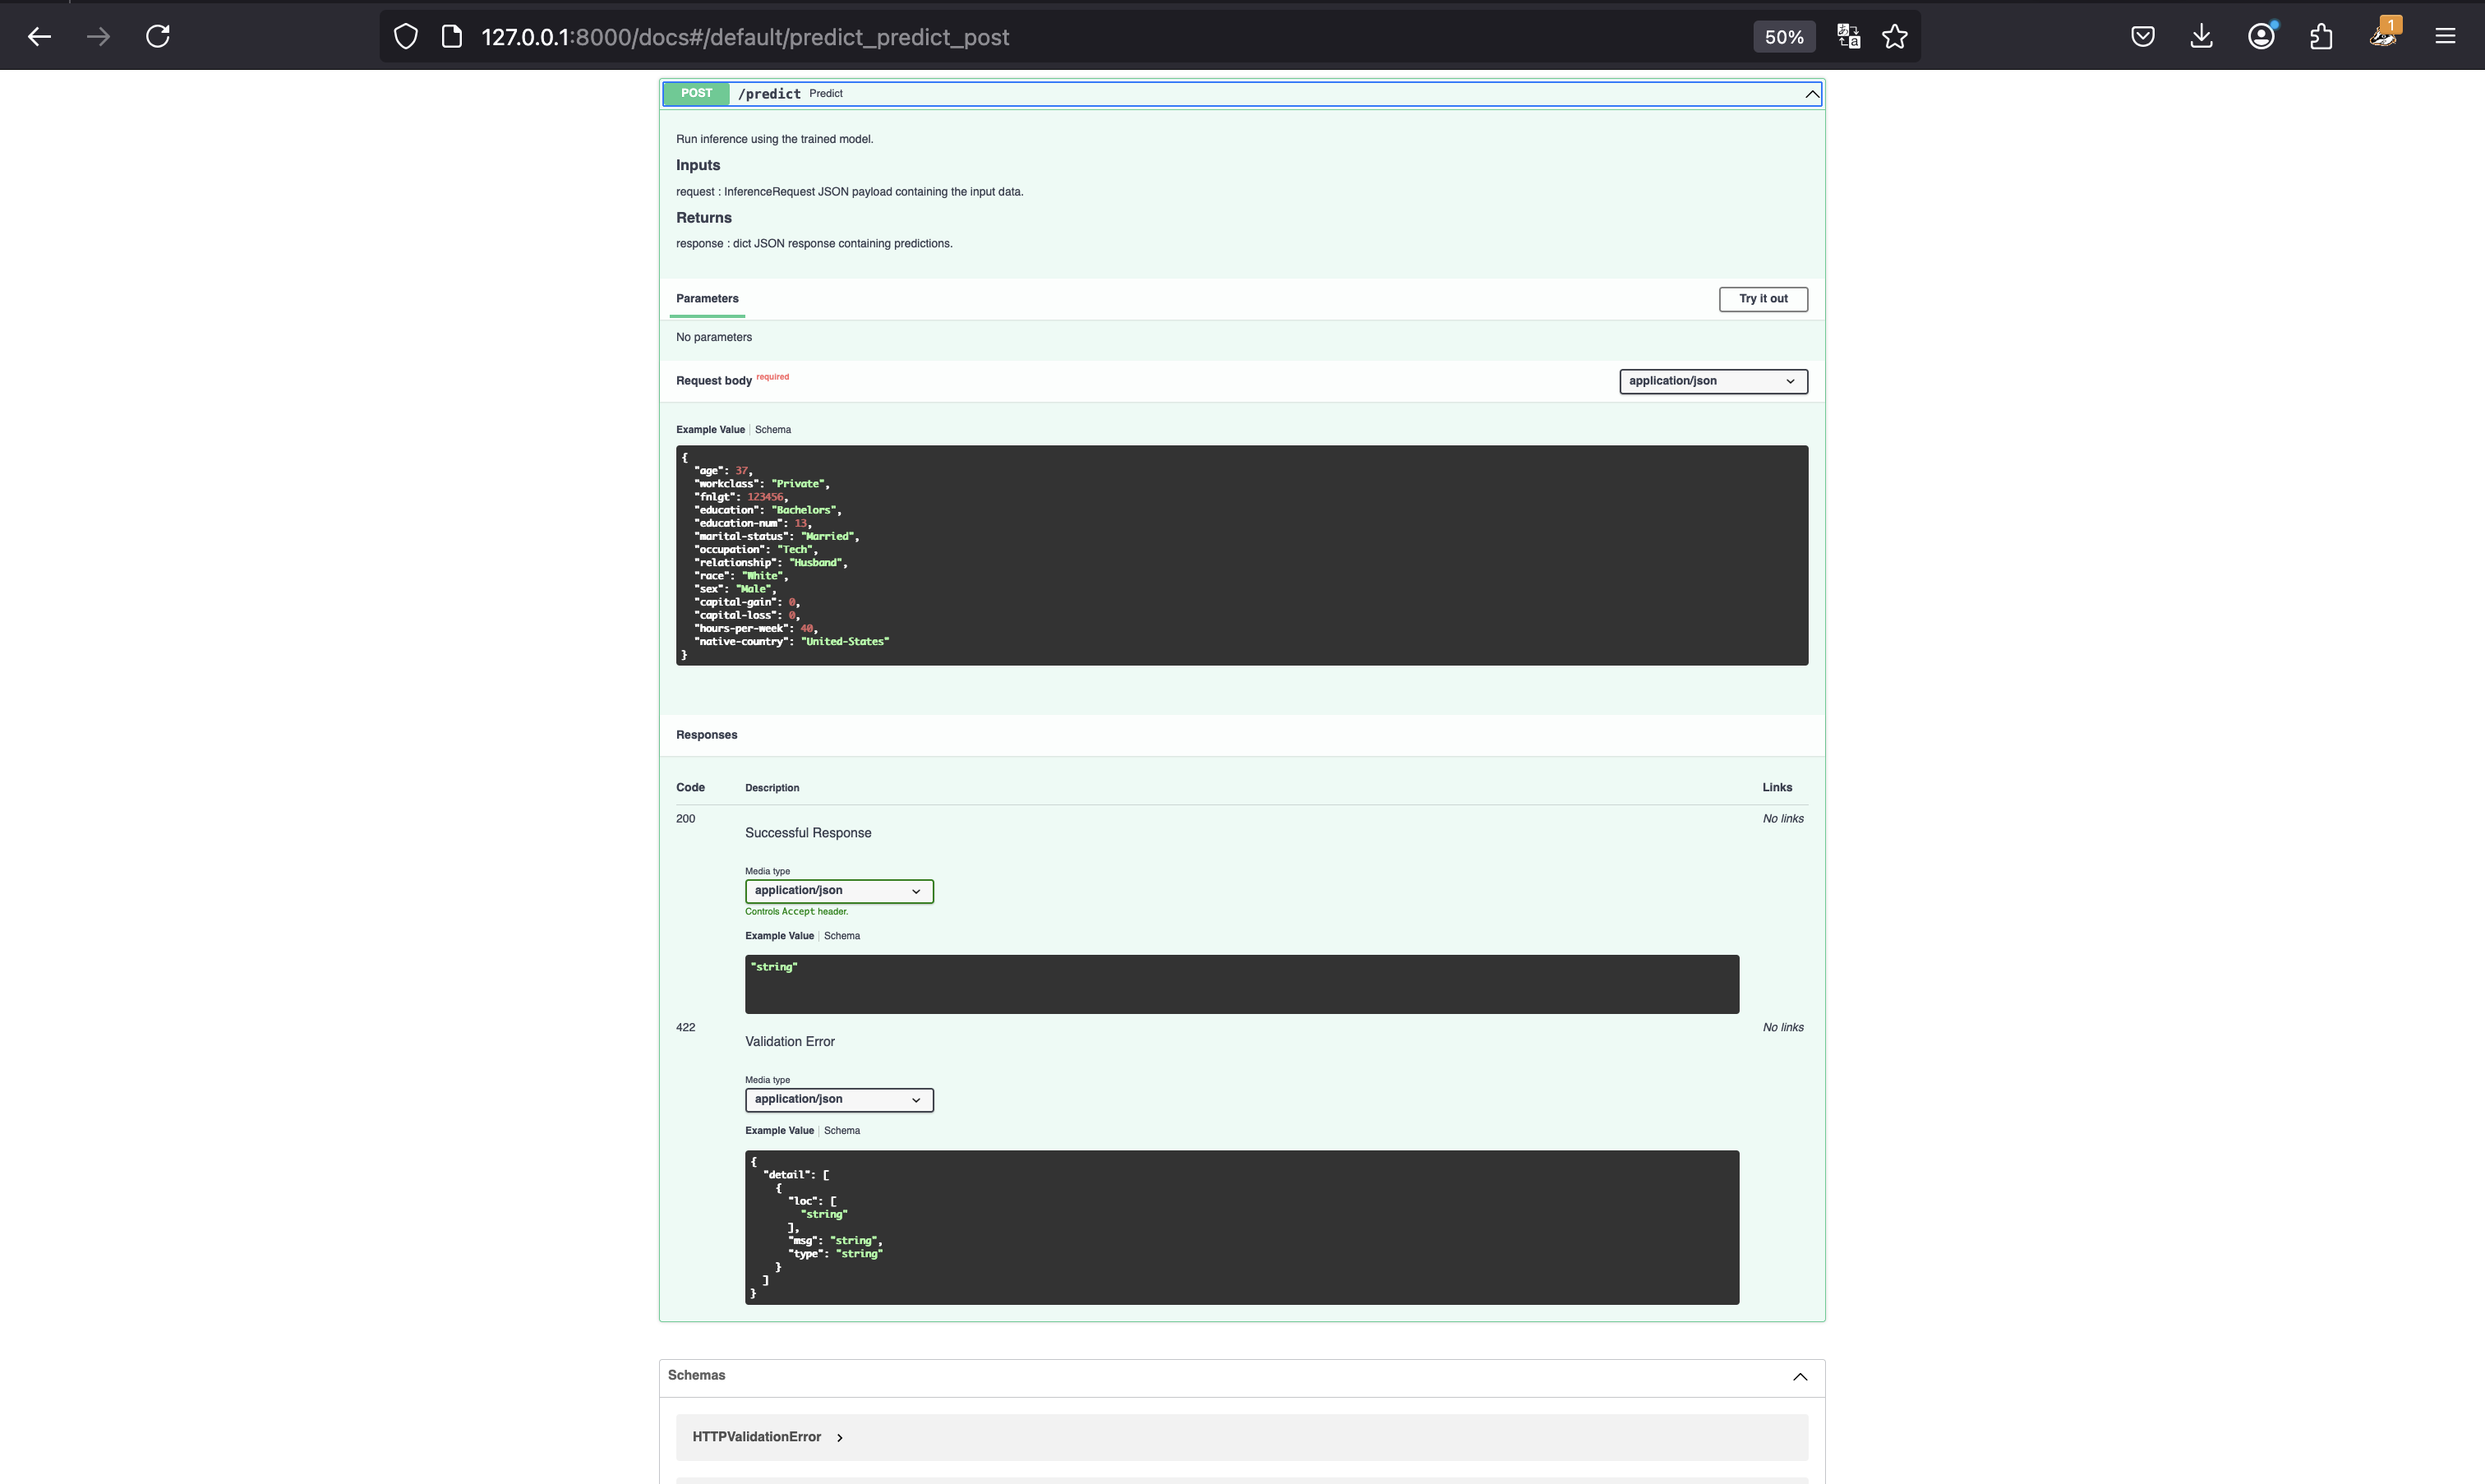 127.0.0.1:8000/docs#/default/predict_predict_post
50%
1
POST /predict Predict
Run inference using the trained model.
Inputs
request : InferenceRequest JSON payload containing the input data.
Returns
response : dict JSON response containing predictions.
Parameters
Try it out
No parameters
Request body required
application/json
Example Value Schema
{
"age": 37,
"workclass": "Private",
"fnlgt": 123456,
"education": "Bachelors",
"education-num": 13,
"marital-status": "Married",
"occupation": "Tech",
"relationship": "Husband",
"race": "White",
"sex": "Male",
"capital-gain": 0,
"capital-loss": 0,
"hours-per-week": 40,
"native-country": "United-States"
}
Responses
Code Description Links
200 Successful Response No links
Media type
application/json
Controls Accept header.
Example Value Schema
"string"
422 Validation Error No links
Media type
application/json
Example Value Schema
{
"detail": [
{
"loc": [
"string"
],
"msg": "string",
"type": "string"
}
]
}
Schemas
HTTPValidationError